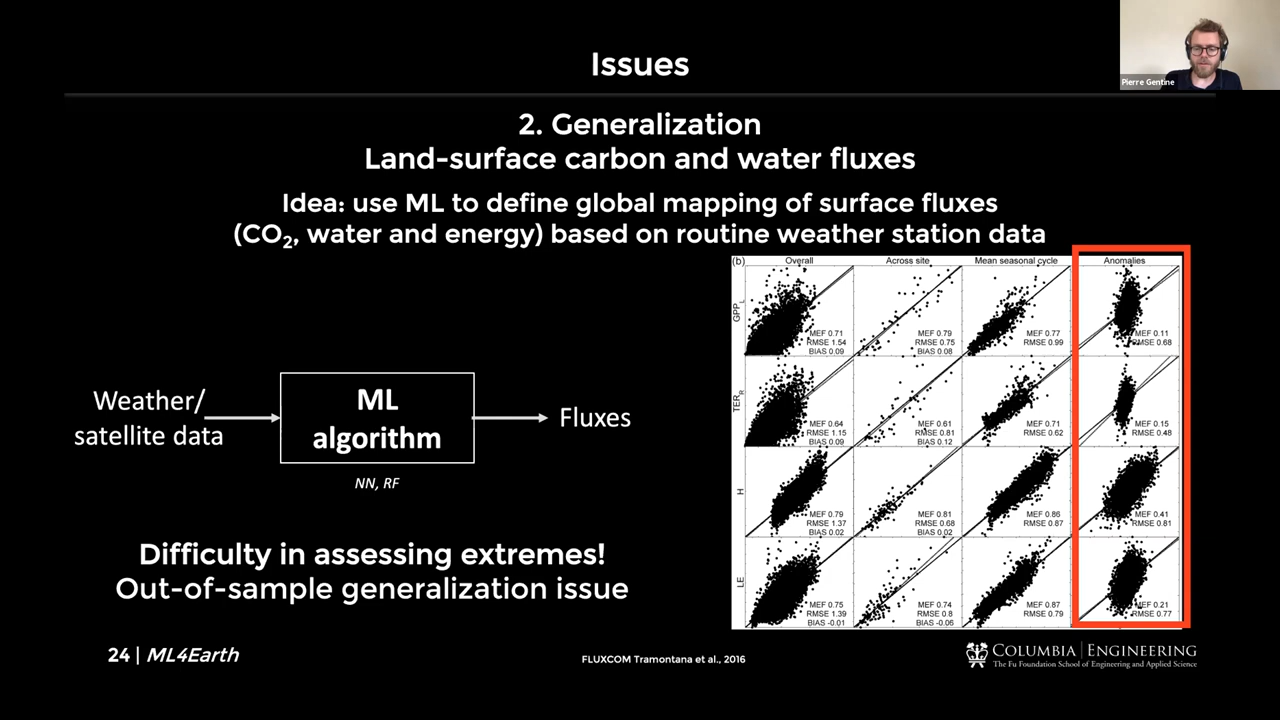 Issues
Pierre Gentine
2. Generalization
Land-surface carbon and water fluxes
Idea: use ML to define global mapping of surface fluxes
(CO2, water and energy) based on routine weather station data
(b) Overall Across site Mean seasonal cycle Anomalies
GPPL
MEF 0.71
RMSE 1.54
BIAS 0.09
MEF 0.79
RMSE 0.75
BIAS 0.08
MEF 0.77
RMSE 0.99
MEF 0.11
RMSE 0.68
TERR
MEF 0.64
RMSE 1.15
BIAS 0.09
MEF 0.61
RMSE 0.81
BIAS 0.12
MEF 0.71
RMSE 0.62
MEF 0.15
RMSE 0.48
H
MEF 0.79
RMSE 1.37
BIAS 0.02
MEF 0.81
RMSE 0.68
BIAS 0.02
MEF 0.86
RMSE 0.87
MEF 0.41
RMSE 0.81
LE
MEF 0.75
RMSE 1.39
BIAS -0.01
MEF 0.74
RMSE 0.8
BIAS -0.06
MEF 0.87
RMSE 0.79
MEF 0.21
RMSE 0.77
Weather/
satellite data
ML
algorithm
Fluxes
NN, RF
Difficulty in assessing extremes!
Out-of-sample generalization issue
24 | ML4Earth
FLUXCOM Tramontana et al., 2016
COLUMBIA | ENGINEERING
The Fu Foundation School of Engineering and Applied Science